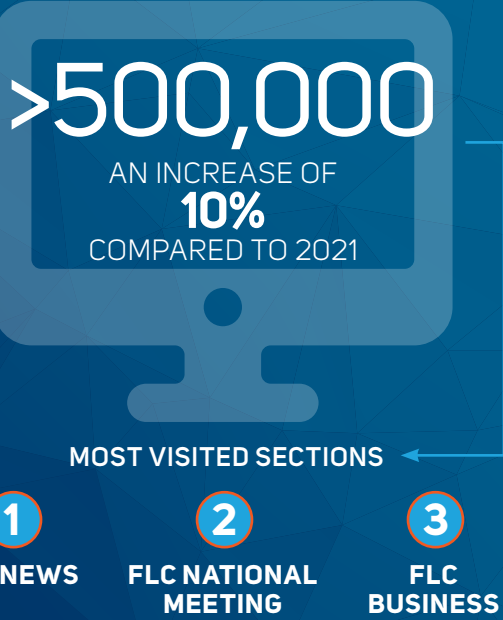 >500,000
AN INCREASE OF
10%
COMPARED TO 2021
MOST VISITED SECTIONS
1
NEWS
2
FLC NATIONAL
MEETING
3
FLC
BUSINESS